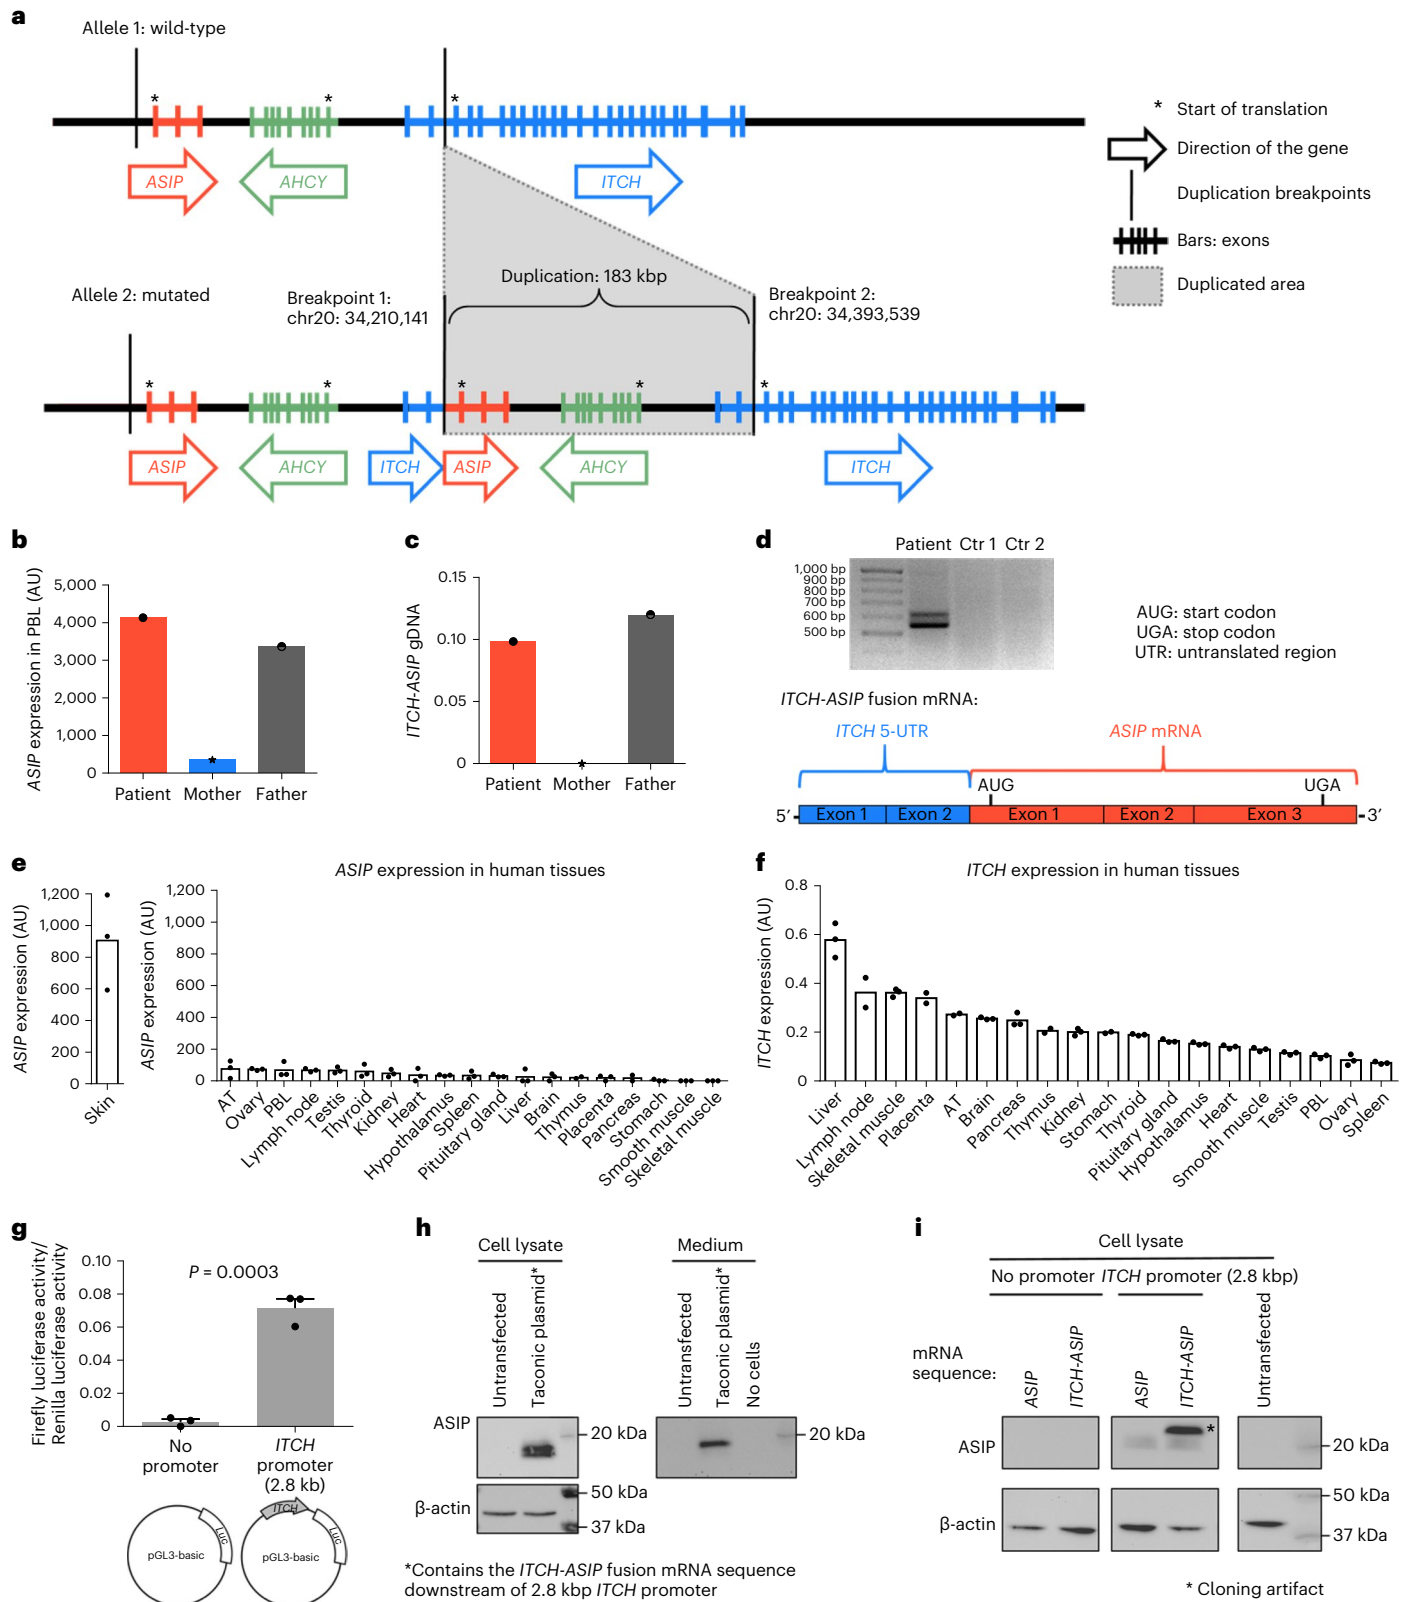 a
Allele 1: wild-type
* * *
ASIP
AHCY
ITCH
* Start of translation
Direction of the gene
Duplication breakpoints
Bars: exons
Duplicated area
Allele 2: mutated
Breakpoint 1:
chr20: 34,210,141
Duplication: 183 kbp
Breakpoint 2:
chr20: 34,393,539
* * * * *
ASIP
AHCY
ITCH
ASIP
AHCY
ITCH
b
ASIP expression in PBL (AU)
5,000
4,000
3,000
2,000
1,000
0
Patient Mother Father
c
ITCH-ASIP gDNA
0.15
0.10
0.05
0
Patient Mother Father
d
Patient Ctr 1 Ctr 2
1,000 bp
900 bp
800 bp
700 bp
600 bp
500 bp
AUG: start codon
UGA: stop codon
UTR: untranslated region
ITCH-ASIP fusion mRNA:
ITCH 5-UTR
ASIP mRNA
AUG
UGA
5′ Exon 1 Exon 2 Exon 1 Exon 2 Exon 3 3′
e
ASIP expression in human tissues
ASIP expression (AU)
1,200
1,000
800
600
400
200
0
Skin
ASIP expression (AU)
1,200
1,000
800
600
400
200
0
AT
Ovary
PBL
Lymph node
Testis
Thyroid
Kidney
Heart
Hypothalamus
Spleen
Pituitary gland
Liver
Brain
Thymus
Placenta
Pancreas
Stomach
Smooth muscle
Skeletal muscle
f
ITCH expression in human tissues
ITCH expression (AU)
0.8
0.6
0.4
0.2
0
Liver
Lymph node
Skeletal muscle
Placenta
AT
Brain
Pancreas
Thymus
Kidney
Stomach
Thyroid
Pituitary gland
Hypothalamus
Heart
Smooth muscle
Testis
PBL
Ovary
Spleen
g
Firefly luciferase activity/
Renilla luciferase activity
0.10
0.08
0.06
0.04
0.02
0
P = 0.0003
No
promoter
ITCH
promoter
(2.8 kb)
Luc
pGL3-basic
ITCH
Luc
pGL3-basic
h
Cell lysate
Medium
Untransfected
Taconic plasmid*
Untransfected
Taconic plasmid*
No cells
ASIP
20 kDa
20 kDa
β-actin
50 kDa
37 kDa
*Contains the ITCH-ASIP fusion mRNA sequence
downstream of 2.8 kbp ITCH promoter
i
Cell lysate
No promoter ITCH promoter (2.8 kbp)
mRNA
sequence:
ASIP
ITCH-ASIP
ASIP
ITCH-ASIP
Untransfected
ASIP
*
20 kDa
β-actin
50 kDa
37 kDa
* Cloning artifact